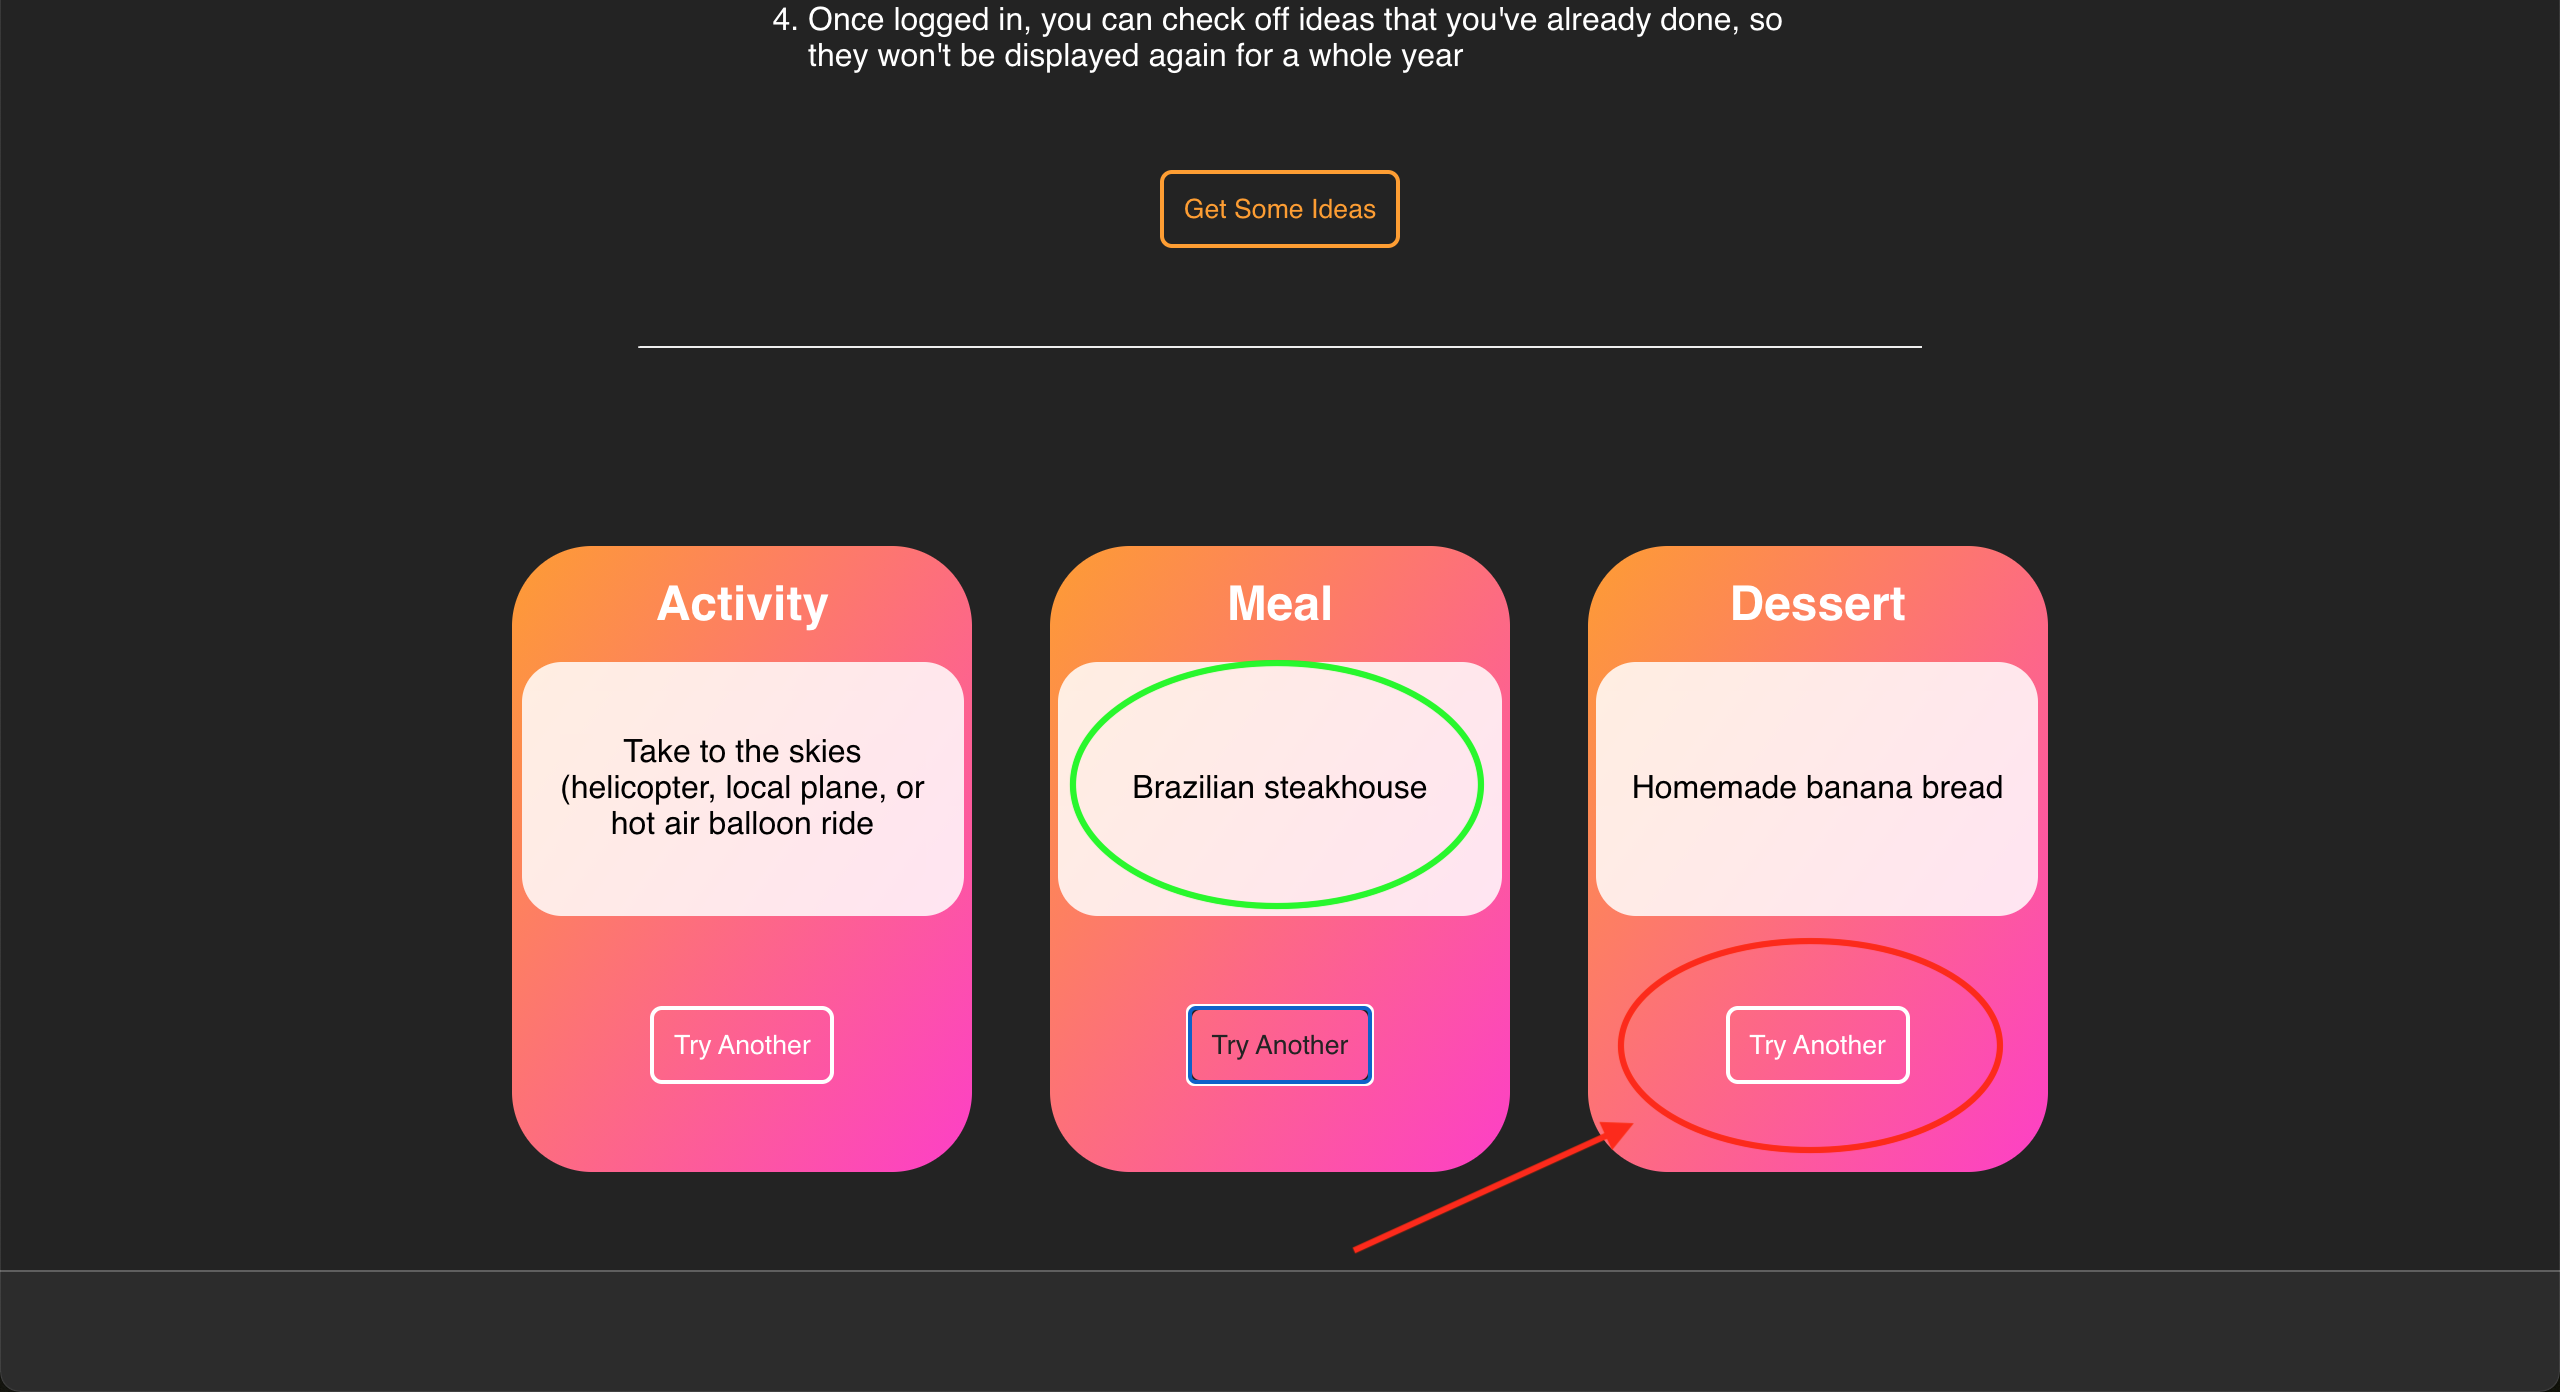 4. Once logged in, you can check off ideas that you've already done, so
they won't be displayed again for a whole year
Get Some Ideas
Activity
Take to the skies
(helicopter, local plane, or
hot air balloon ride
Try Another
Meal
Brazilian steakhouse
Try Another
Dessert
Homemade banana bread
Try Another